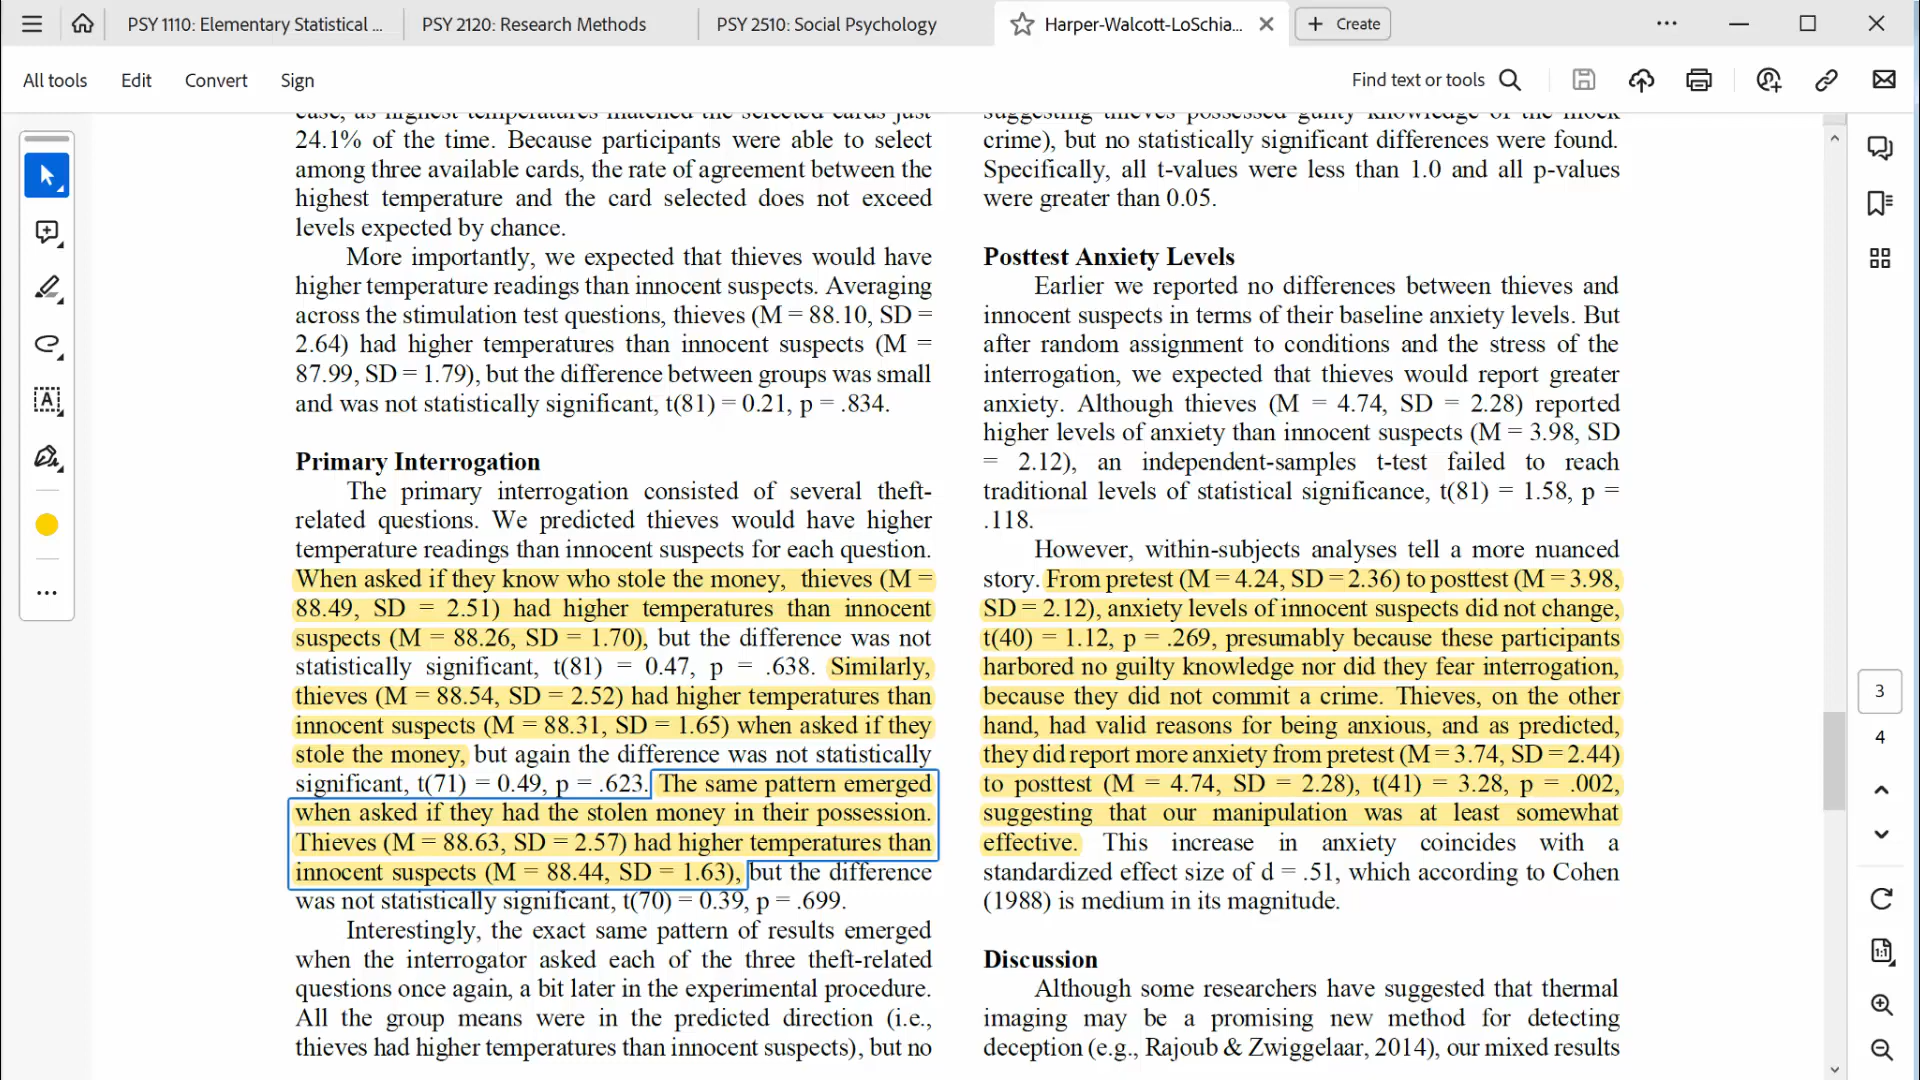 PSY 1110: Elementary Statistical ...
PSY 2120: Research Methods
PSY 2510: Social Psychology
Harper-Walcott-LoSchia...
Create
All tools
Edit
Convert
Sign
Find text or tools
case, as highest temperatures matched the selected cards just
24.1% of the time. Because participants were able to select
among three available cards, the rate of agreement between the
highest temperature and the card selected does not exceed
levels expected by chance.
More importantly, we expected that thieves would have
higher temperature readings than innocent suspects. Averaging
across the stimulation test questions, thieves (M = 88.10, SD =
2.64) had higher temperatures than innocent suspects (M =
87.99, SD = 1.79), but the difference between groups was small
and was not statistically significant, t(81) = 0.21, p = .834.
Primary Interrogation
The primary interrogation consisted of several theft-
related questions. We predicted thieves would have higher
temperature readings than innocent suspects for each question.
When asked if they know who stole the money, thieves (M =
88.49, SD = 2.51) had higher temperatures than innocent
suspects (M = 88.26, SD = 1.70), but the difference was not
statistically significant, t(81) = 0.47, p = .638. Similarly,
thieves (M = 88.54, SD = 2.52) had higher temperatures than
innocent suspects (M = 88.31, SD = 1.65) when asked if they
stole the money, but again the difference was not statistically
significant, t(71) = 0.49, p = .623. The same pattern emerged
when asked if they had the stolen money in their possession.
Thieves (M = 88.63, SD = 2.57) had higher temperatures than
innocent suspects (M = 88.44, SD = 1.63), but the difference
was not statistically significant, t(70) = 0.39, p = .699.
Interestingly, the exact same pattern of results emerged
when the interrogator asked each of the three theft-related
questions once again, a bit later in the experimental procedure.
All the group means were in the predicted direction (i.e.,
thieves had higher temperatures than innocent suspects), but no
suggesting thieves possessed guilty knowledge of the mock
crime), but no statistically significant differences were found.
Specifically, all t-values were less than 1.0 and all p-values
were greater than 0.05.
Posttest Anxiety Levels
Earlier we reported no differences between thieves and
innocent suspects in terms of their baseline anxiety levels. But
after random assignment to conditions and the stress of the
interrogation, we expected that thieves would report greater
anxiety. Although thieves (M = 4.74, SD = 2.28) reported
higher levels of anxiety than innocent suspects (M = 3.98, SD
= 2.12), an independent-samples t-test failed to reach
traditional levels of statistical significance, t(81) = 1.58, p =
.118.
However, within-subjects analyses tell a more nuanced
story. From pretest (M = 4.24, SD = 2.36) to posttest (M = 3.98,
SD = 2.12), anxiety levels of innocent suspects did not change,
t(40) = 1.12, p = .269, presumably because these participants
harbored no guilty knowledge nor did they fear interrogation,
because they did not commit a crime. Thieves, on the other
hand, had valid reasons for being anxious, and as predicted,
they did report more anxiety from pretest (M = 3.74, SD = 2.44)
to posttest (M = 4.74, SD = 2.28), t(41) = 3.28, p = .002,
suggesting that our manipulation was at least somewhat
effective. This increase in anxiety coincides with a
standardized effect size of d = .51, which according to Cohen
(1988) is medium in its magnitude.
Discussion
Although some researchers have suggested that thermal
imaging may be a promising new method for detecting
deception (e.g., Rajoub & Zwiggelaar, 2014), our mixed results
3
4
1:1